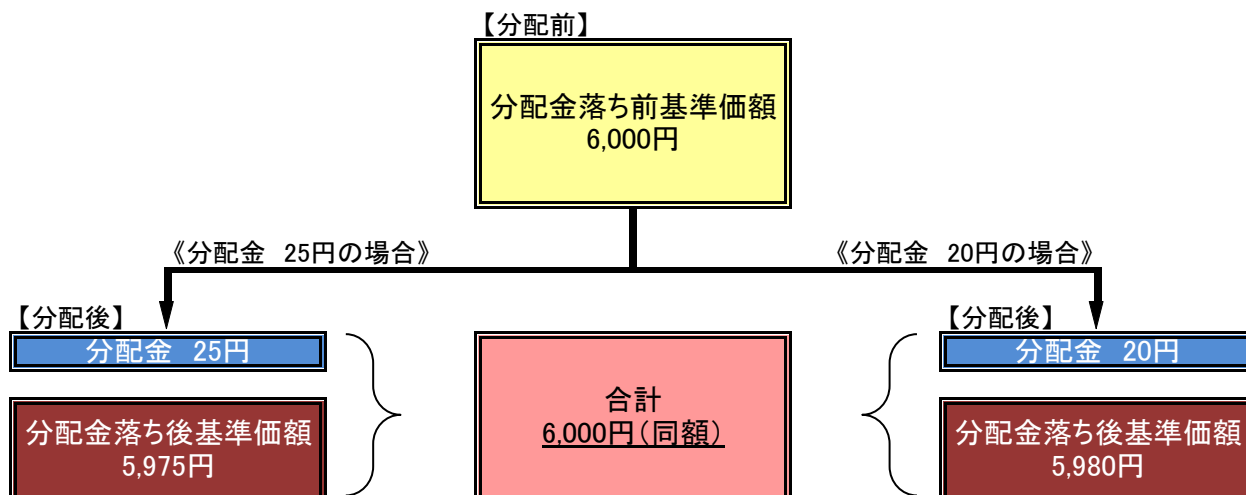 【分配前】
分配金落ち前基準価額
6,000円
《分配金 25円の場合》
《分配金 20円の場合》
【分配後】
分配金 25円
分配金落ち後基準価額
5,975円
合計
6,000円(同額)
【分配後】
分配金 20円
分配金落ち後基準価額
5,980円